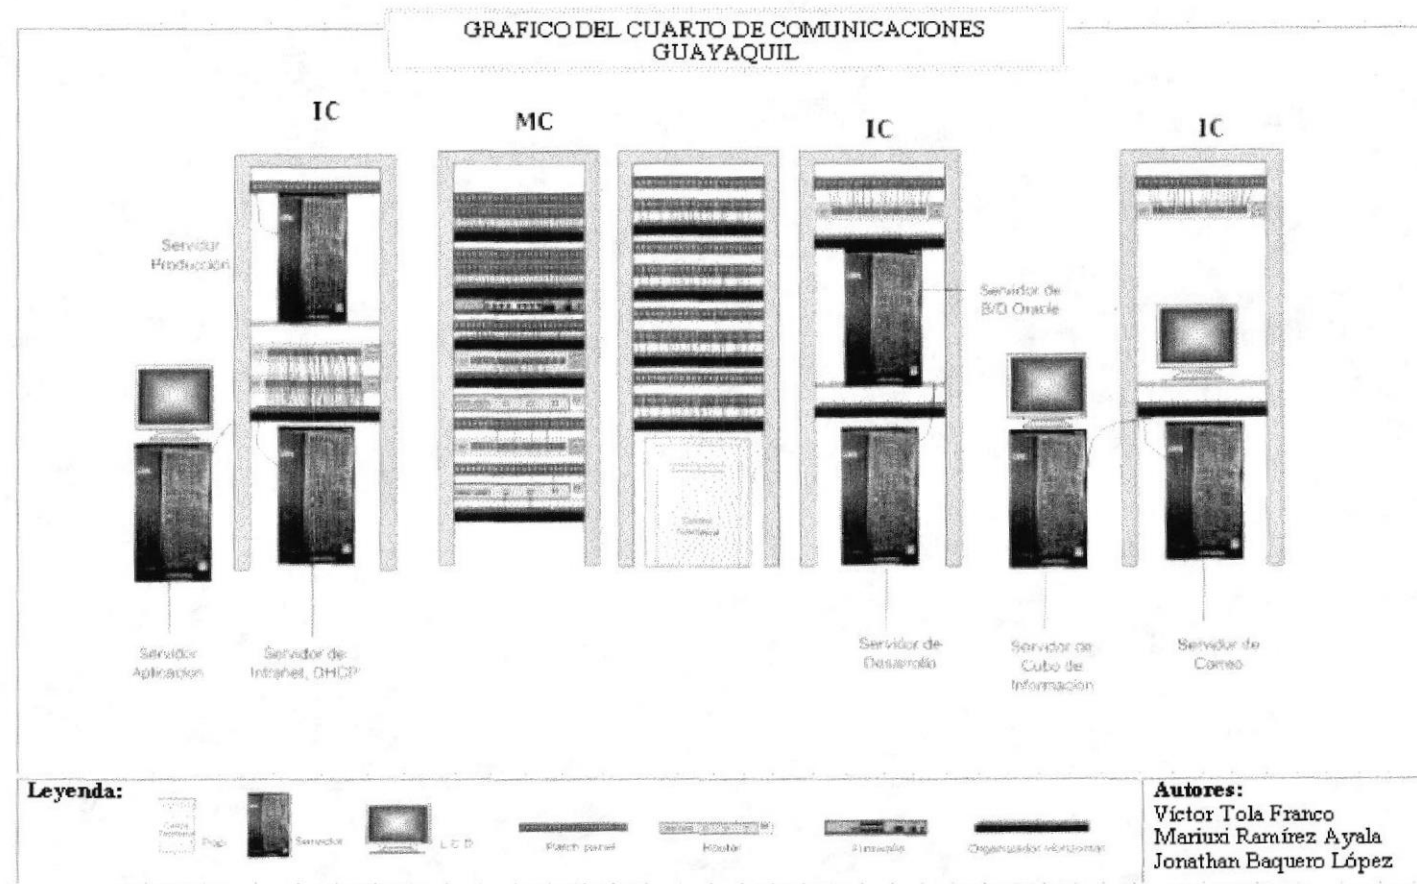 GRAFICO DEL CUARTO DE COMUNICACIONES
GUAYAQUIL
IC
MC
IC
IC
Servidor
Producción
Servidor de
B/D Oracle
Servidor
Aplicacion
Servidor de
Intranet, DHCP
Servidor de
Desarrollo
Servidor de
Cubo de
Información
Servidor de
Correo
Leyenda:
Servidor
L C D
Patch panel
Router
Organizador Horizontal
Autores:
Víctor Tola Franco
Mariuxi Ramírez Ayala
Jonathan Baquero López